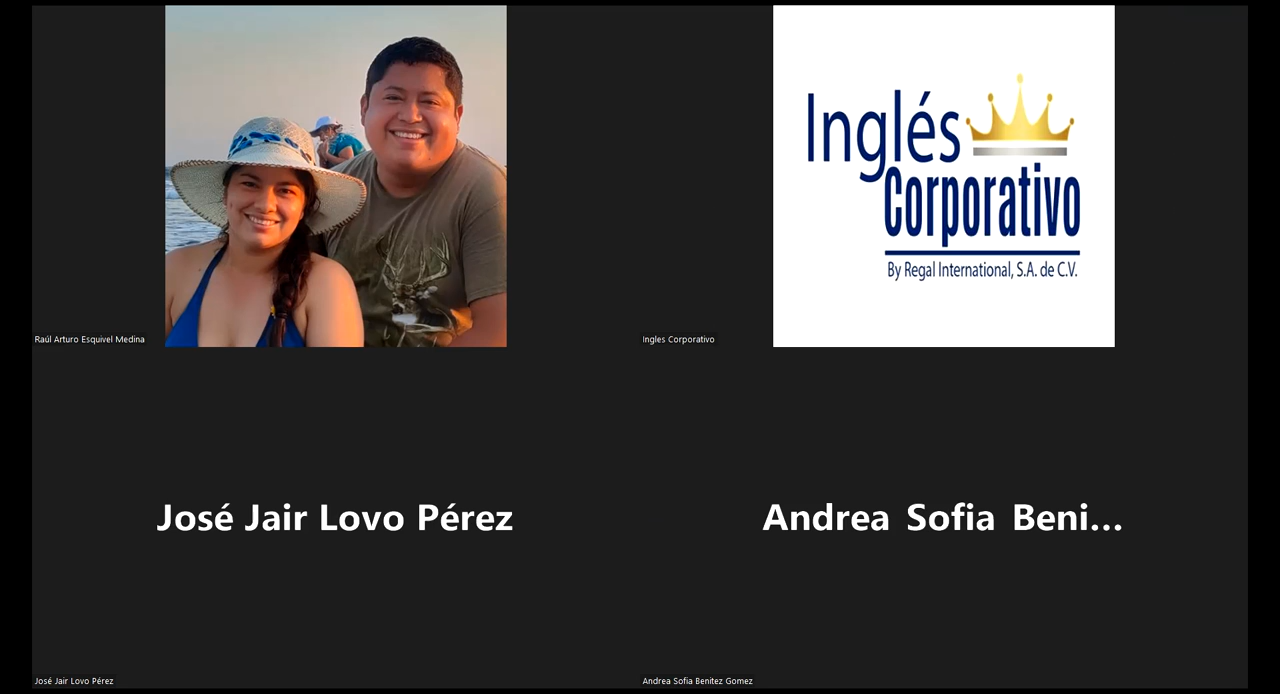 Inglés
Corporativo
By Regal International, S.A. de C.V.
Raúl Arturo Esquivel Medina
Ingles Corporativo
José Jair Lovo Pérez
Andrea Sofia Beni...
José Jair Lovo Pérez
Andrea Sofia Benitez Gomez